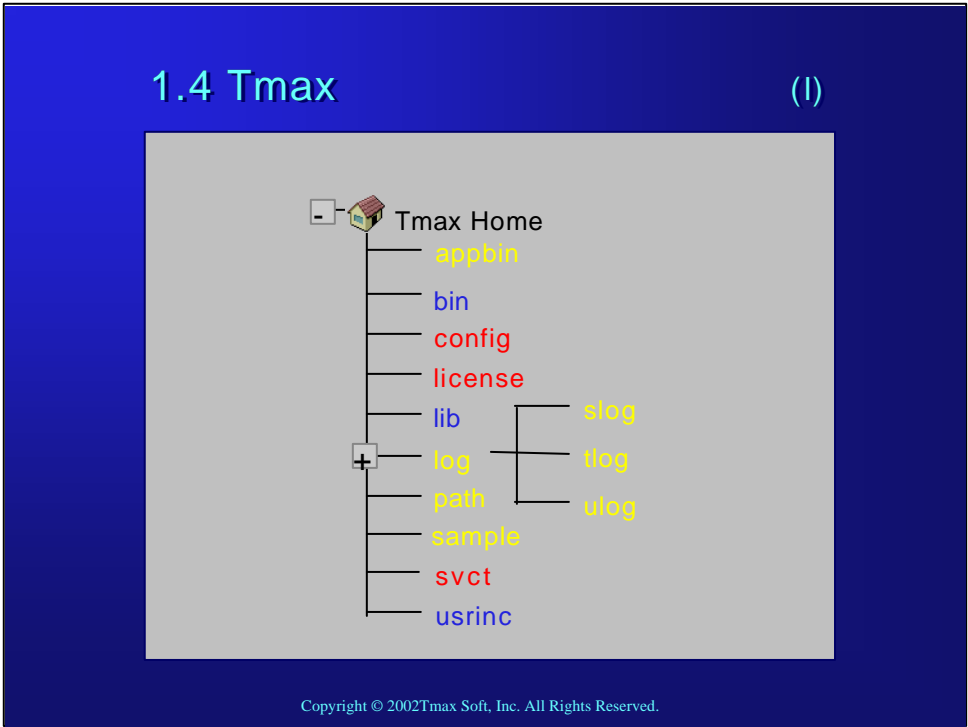 1.4 Tmax (I)
- Tmax Home
appbin
bin
config
license
lib
+ log
path
sample
svct
usrinc
slog
tlog
ulog
Copyright © 2002Tmax Soft, Inc. All Rights Reserved.